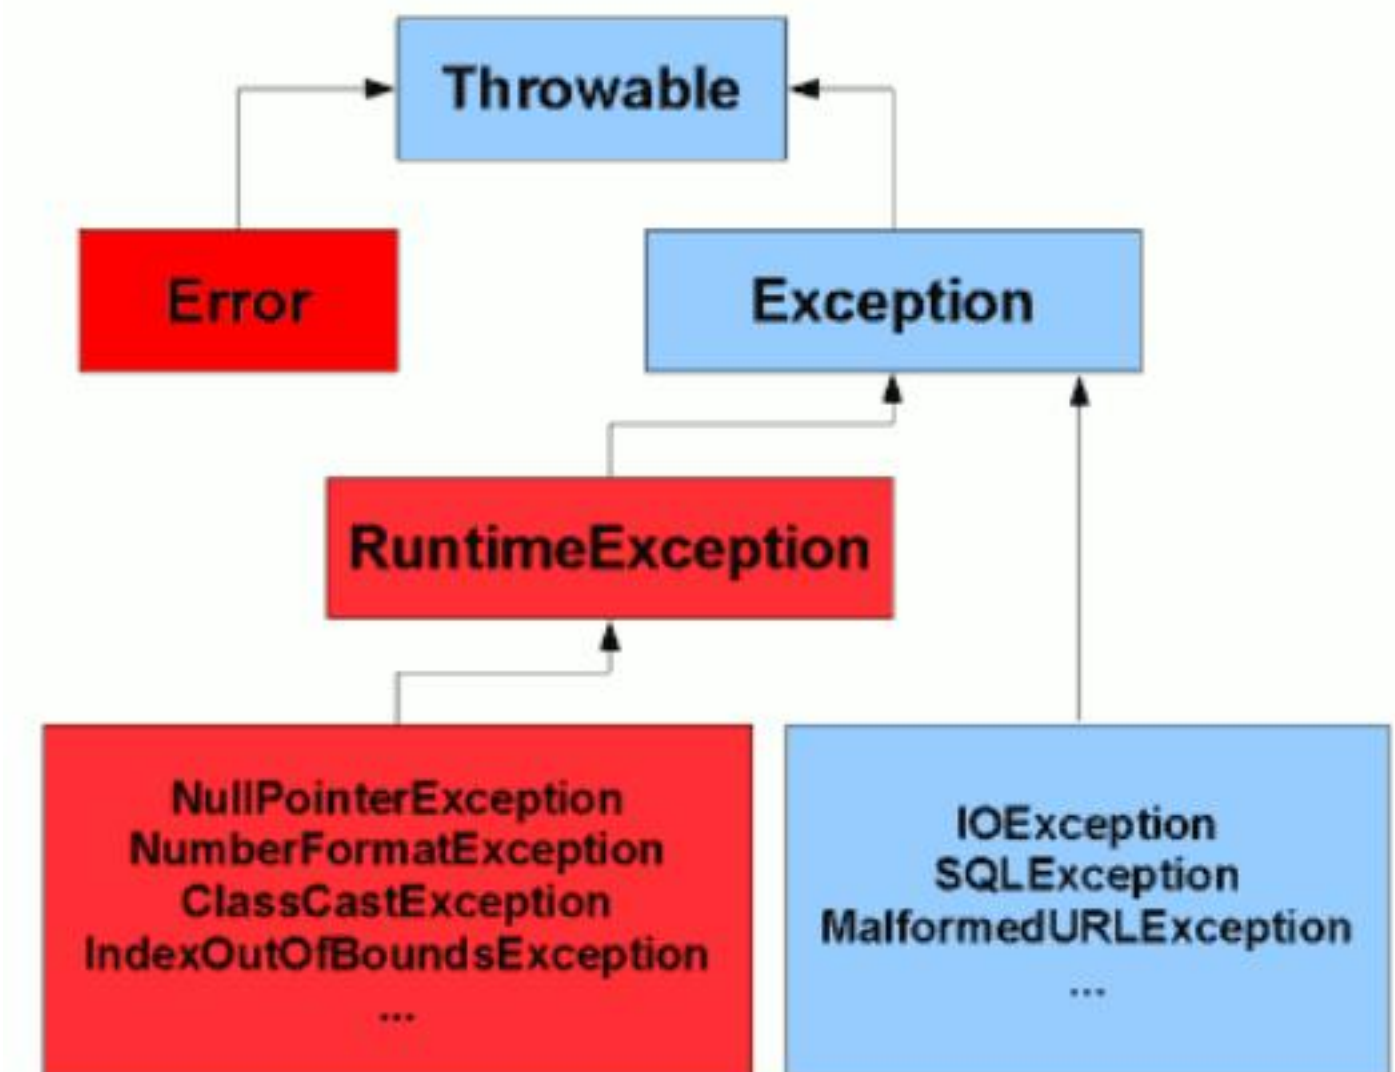 Throwable
Error
Exception
RuntimeException
NullPointerException
NumberFormatException
ClassCastException
IndexOutOfBoundsException
...
IOException
SQLException
MalformedURLException
...